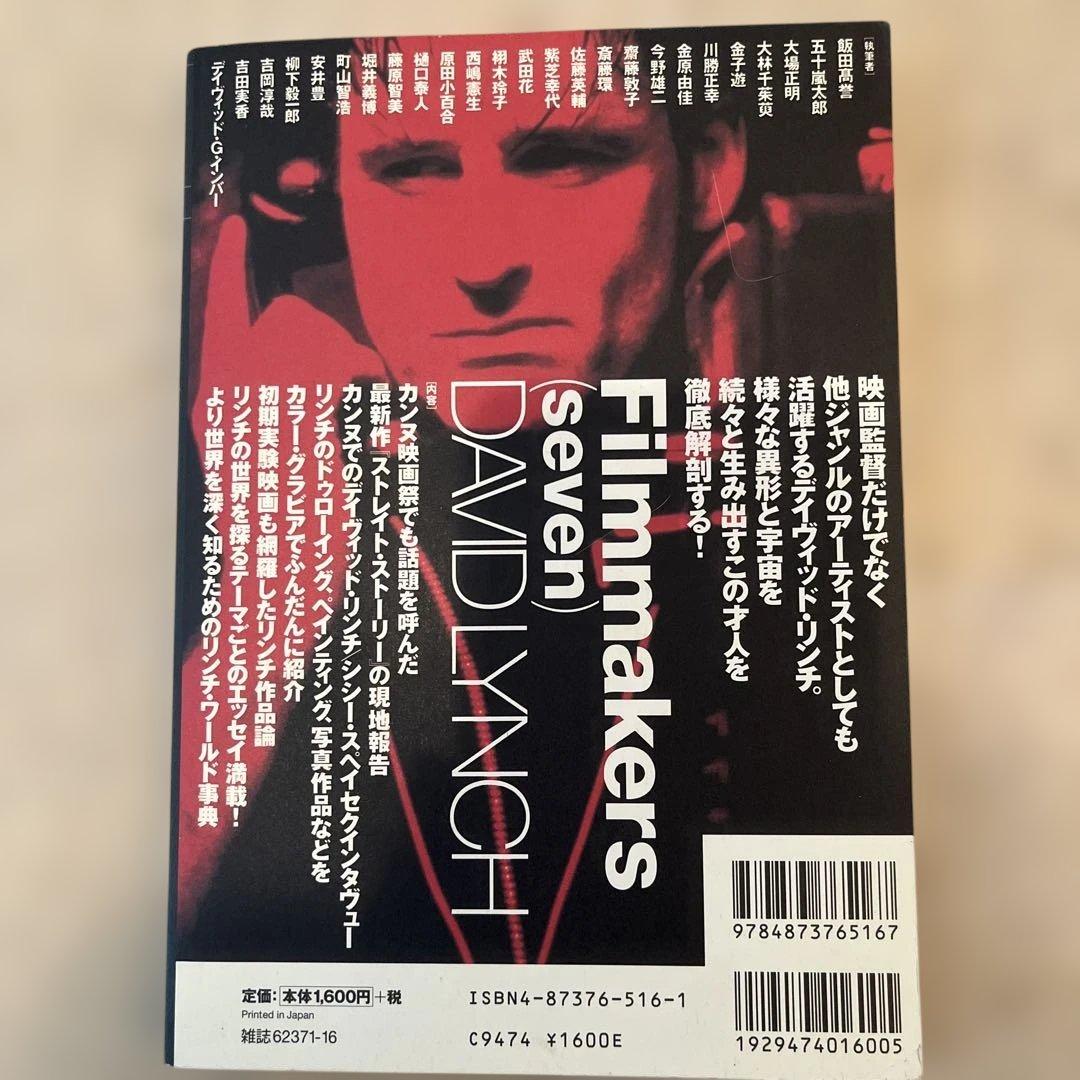 [執筆者]
飯田髙誉
五十嵐太郎
大場正明
大林千茱萸
金子遊
川勝正幸
金原由佳
今野雄二
齋藤敦子
斎藤環
佐藤英輔
紫芝幸代
武田花
栩木玲子
西嶋憲生
原田小百合
樋口泰人
藤原智美
堀井義博
町山智浩
安井豊
柳下毅一郎
吉岡淳哉
吉田実香
デイヴィッド・G・インバー
映画監督だけでなく
他ジャンルのアーティストとしても
活躍するデイヴィッド・リンチ。
様々な異形と宇宙を
続々と生み出すこの才人を
徹底解剖する!
Filmmakers
(seven)
DAVID LYNCH
[内容]
カンヌ映画祭でも話題を呼んだ
最新作『ストレイト・ストーリー』の現地報告
カンヌでのデイヴィッド・リンチ/シシー・スペイセクインタヴュー
リンチのドゥローイング、ペインティング、写真作品などを
カラー・グラビアでふんだんに紹介
初期実験映画も網羅したリンチ作品論
リンチの世界を探るテーマごとのエッセイ満載!
より世界を深く知るためのリンチ・ワールド事典
9784873765167
1929474016005
定価:本体1,600円+税
Printed in Japan
雑誌62371-16
ISBN4-87376-516-1
C9474 ¥1600E